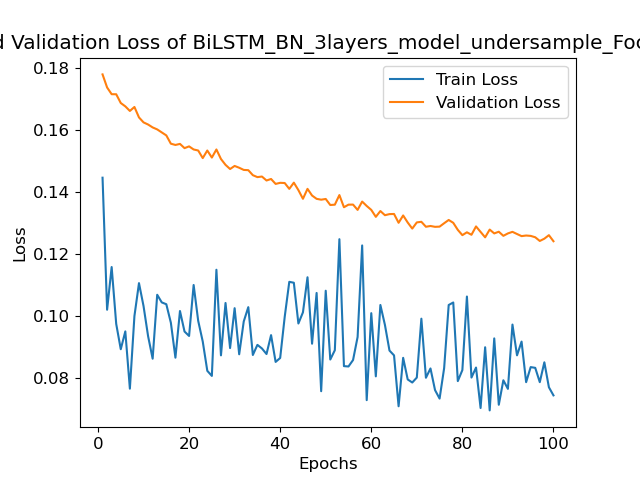 d Validation Loss of BiLSTM_BN_3layers_model_undersample_Foc
Train Loss
Validation Loss
0.18
0.16
0.14
0.12
0.10
0.08
Loss
0 20 40 60 80 100
Epochs